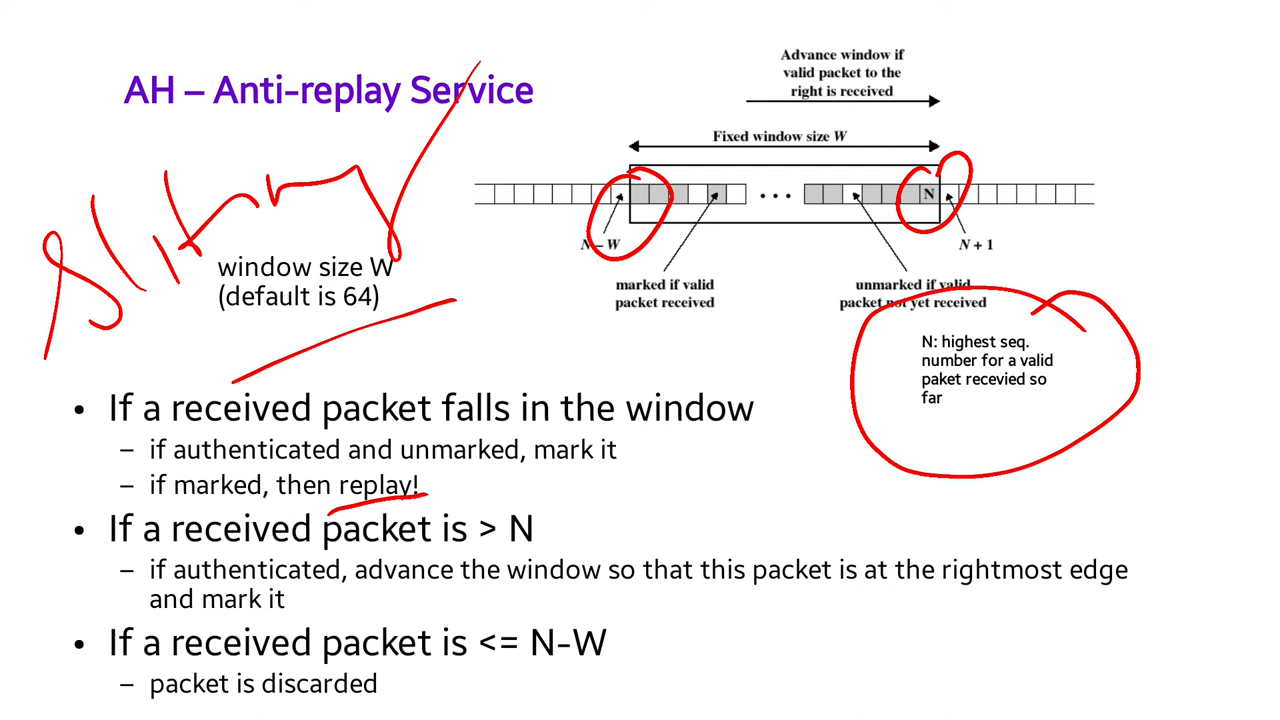 AH – Anti-replay Service
Advance window if
valid packet to the
right is received
Fixed window size W
N
N – W
N + 1
marked if valid
packet received
unmarked if valid
packet not yet received
window size W
(default is 64)
N: highest seq.
number for a valid
paket recevied so
far
• If a received packet falls in the window
– if authenticated and unmarked, mark it
– if marked, then replay!
• If a received packet is > N
– if authenticated, advance the window so that this packet is at the rightmost edge
and mark it
• If a received packet is <= N-W
– packet is discarded